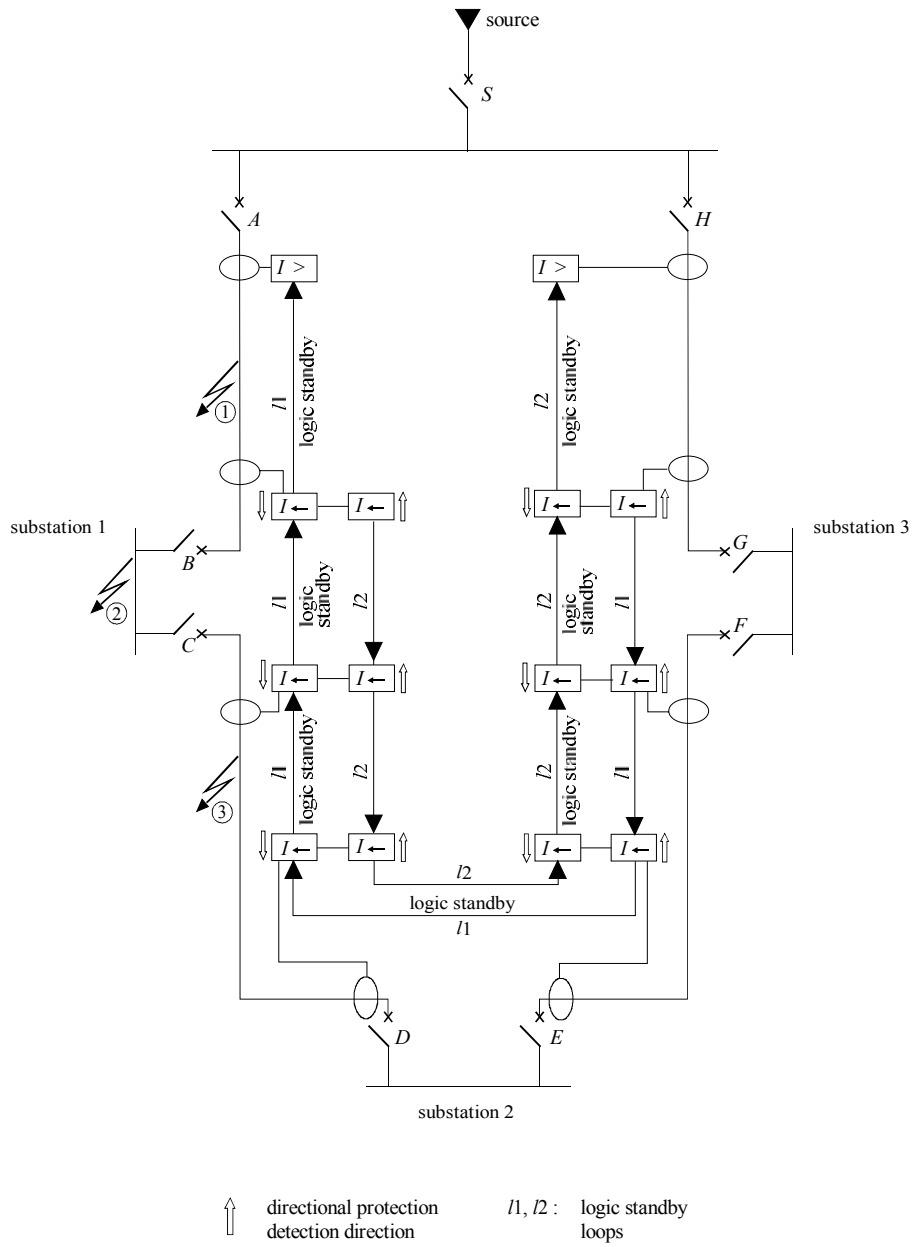 source
S
A
H
I >
I >
logic standby
l1
l2
logic standby
1
I
I
I
I
substation 1
substation 3
B
G
2
l1
logic standby
l2
l2
logic standby
l1
C
F
I
I
I
I
l1
logic standby
l2
l2
logic standby
l1
3
I
I
I
I
l2
logic standby
l1
D
E
substation 2
directional protection
detection direction
l1, l2 : logic standby
loops